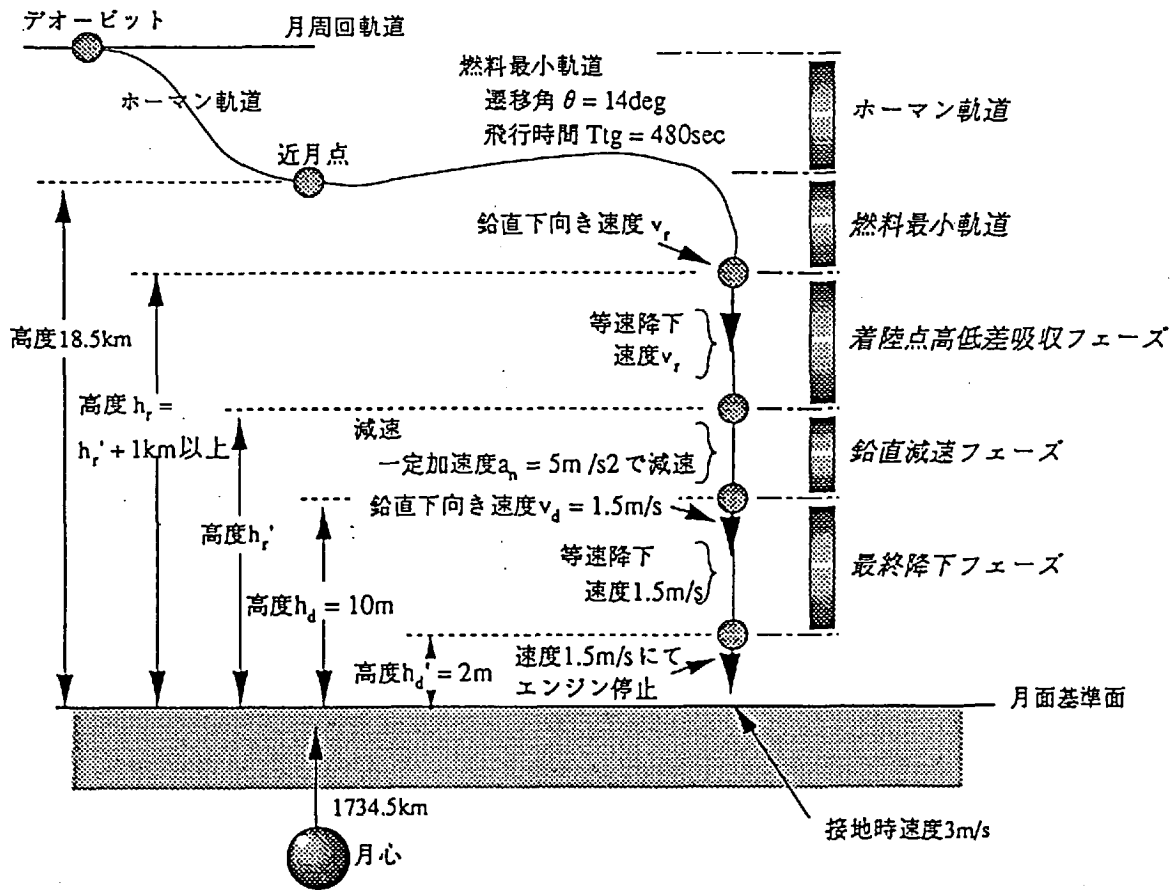 デオービット
月周回軌道
ホーマン軌道
燃料最小軌道
遷移角 θ = 14deg
飛行時間 Ttg = 480sec
ホーマン軌道
近月点
燃料最小軌道
鉛直下向き速度 vr
高度18.5km
等速降下
速度vr
着陸点高低差吸収フェーズ
高度 hr =
hr' + 1km 以上
減速
一定加速度an = 5m /s2 で減速
鉛直減速フェーズ
鉛直下向き速度vd = 1.5m/s
高度hr'
等速降下
速度1.5m/s
最終降下フェーズ
高度hd = 10m
高度hd' = 2m
速度1.5m/s にて
エンジン停止
月面基準面
1734.5km
接地時速度3m/s
月心